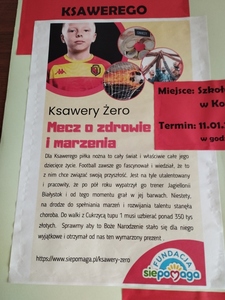 KSAWEREGO
Ksawery Żero
Mecz o zdrowie
i marzenia
Miejsce: Szkoł
w Ko
Termin: 11.01.
w god
Dla Ksawerego piłka nożna to cały świat i właściwie całe jego
dotychczasowe życie. Football zawsze go fascynował i wiedział, że to
z nim chce związać swoją przyszłość. Jest na tyle utalentowany
i pracowity, że po pół roku wypatrzył go trener Jagiellonii
Białystok i od tego momentu grał w jej barwach. Niestety,
na drodze do spełniania marzeń i rozwijania talentu stanęła
choroba. Do walki z Cukrzycą typu 1 musi uzbierać ponad 350 tys
złotych. Sprawmy aby to Boże Narodzenie stało się dla niego
wyjątkowe i otrzymał od nas ten wymarzony prezent .
https://www.siepomaga.pl/ksawery-zero
FUNDACJA
siepomaga